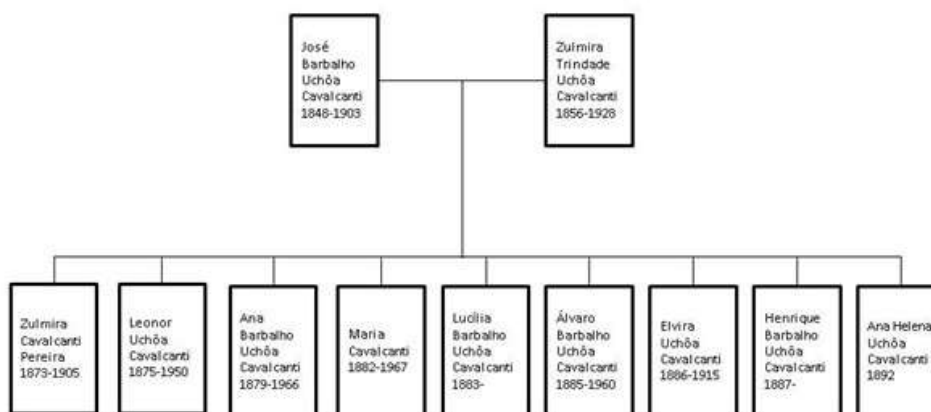 José
Barbalho
Uchôa
Cavalcanti
1848-1903
Zulmira
Trindade
Uchôa
Cavalcanti
1856-1928
Zulmira
Cavalcanti
Pereira
1873-1905
Leonor
Uchôa
Cavalcanti
1875-1950
Ana
Barbalho
Uchôa
Cavalcanti
1879-1966
Maria
Cavalcanti
1882-1967
Lucília
Barbalho
Uchôa
Cavalcanti
1883-
Álvaro
Barbalho
Uchôa
Cavalcanti
1885-1960
Elvira
Uchôa
Cavalcanti
1886-1915
Henrique
Barbalho
Uchôa
Cavalcanti
1887-
Ana Helena
Uchôa
Cavalcanti
1892